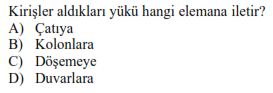 Kirişler aldıkları yükü hangi elemana iletir?
A) Çatıya
B) Kolonlara
C) Döşemeye
D) Duvarlara